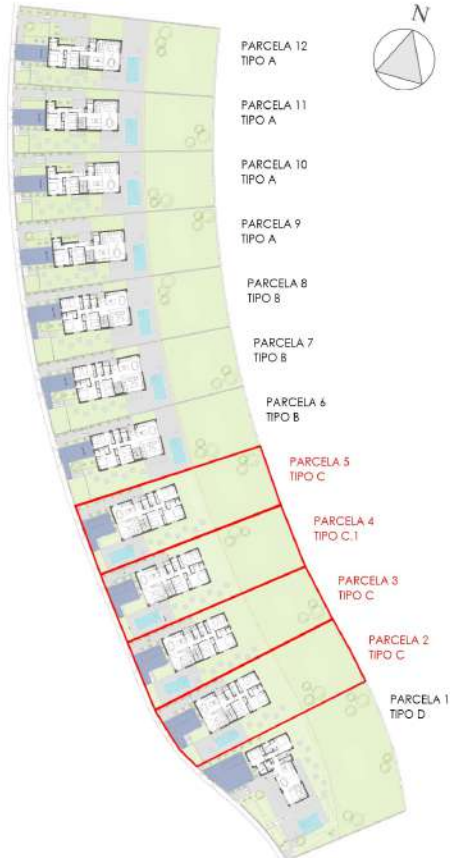 N
PARCELA 12
TIPO A
PARCELA 11
TIPO A
PARCELA 10
TIPO A
PARCELA 9
TIPO A
PARCELA 8
TIPO B
PARCELA 7
TIPO B
PARCELA 6
TIPO B
PARCELA 5
TIPO C
PARCELA 4
TIPO C.1
PARCELA 3
TIPO C
PARCELA 2
TIPO C
PARCELA 1
TIPO D